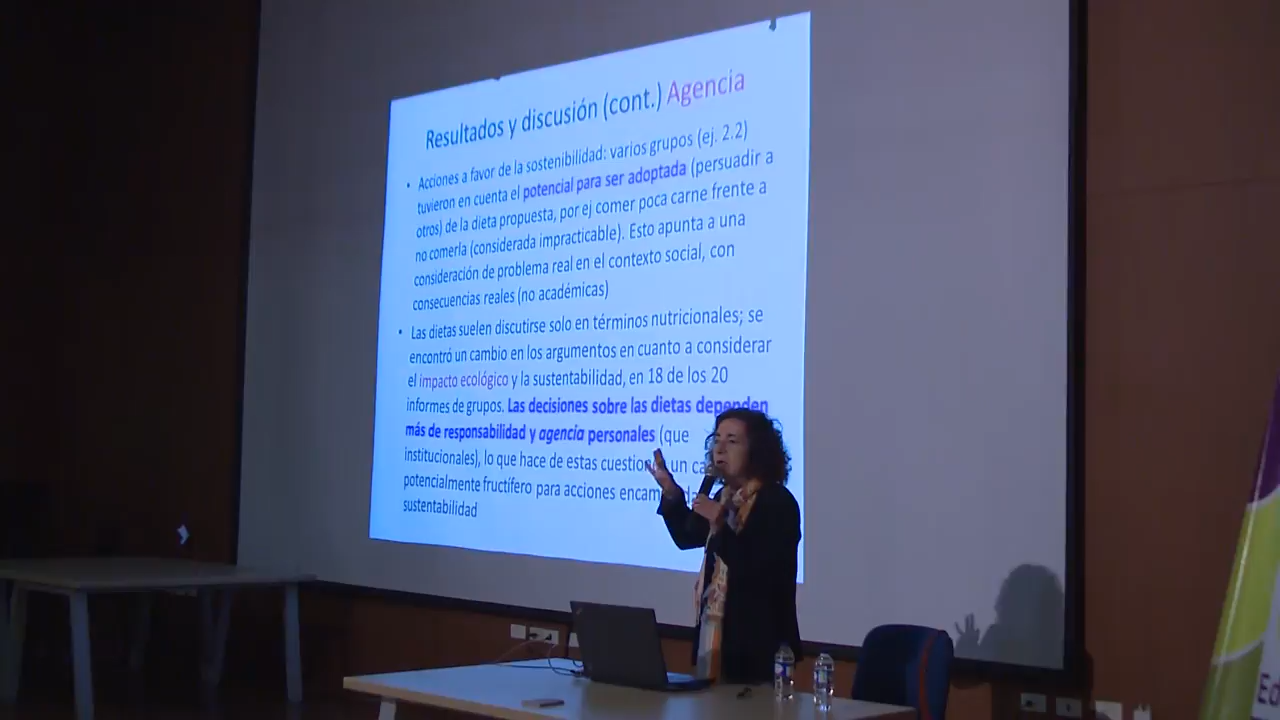 Resultados y discusión (cont.) Agencia
• Acciones a favor de la sostenibilidad: varios grupos (ej. 2.2)
tuvieron en cuenta el potencial para ser adoptada (persuadir a
otros) de la dieta propuesta, por ej comer poca carne frente a
no comerla (considerada impracticable). Esto apunta a una
consideración de problema real en el contexto social, con
consecuencias reales (no académicas)
• Las dietas suelen discutirse solo en términos nutricionales; se
encontró un cambio en los argumentos en cuanto a considerar
el impacto ecológico y la sustentabilidad, en 18 de los 20
informes de grupos. Las decisiones sobre las dietas dependen
más de responsabilidad y agencia personales (que
institucionales), lo que hace de estas un
potencialmente fructífero para acciones
sustentabilidad